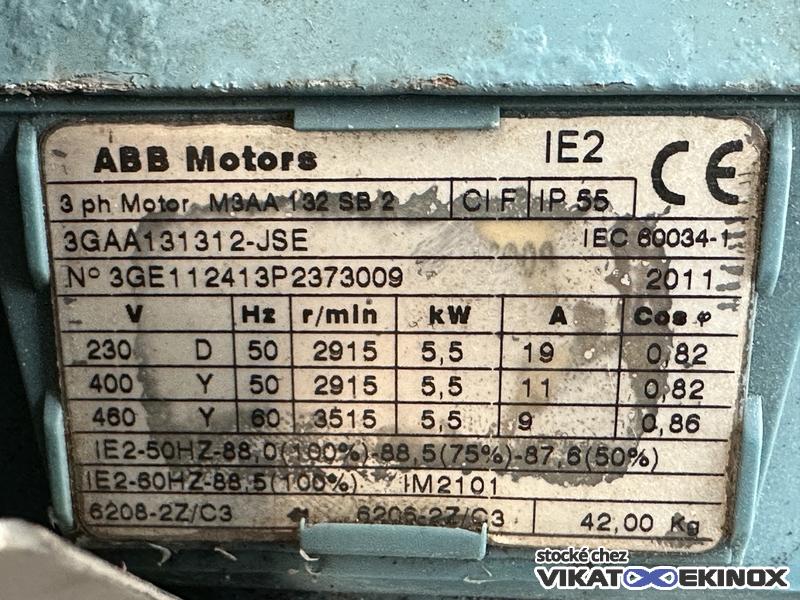 ABB Motors IE2 CE
3 ph Motor M3AA 132 SB 2 Cl F IP 55
3GAA131312-JSE IEC 60034-1
Nº 3GE112413P2373009 2011
V Hz r/min kW A Cos φ
230 D 50 2915 5,5 19 0,82
400 Y 50 2915 5,5 11 0,82
460 Y 60 3515 5,5 9 0,86
IE2-50HZ-88,0(100%)-88,5(75%)-87,6(50%)
IE2-60HZ-88,5(100%) IM2101
6208-2Z/C3 6206-2Z/C3 42,00 Kg
stocké chez
VIKAT EKINOX